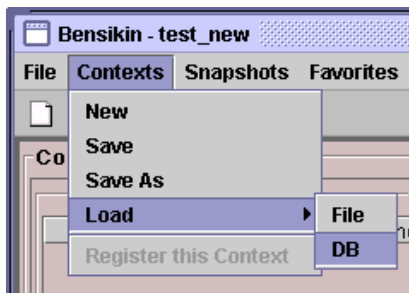 Bensikin - test_new
File Contexts Snapshots Favorites
New
Save
Save As
Load
File
DB
Register this Context
Co